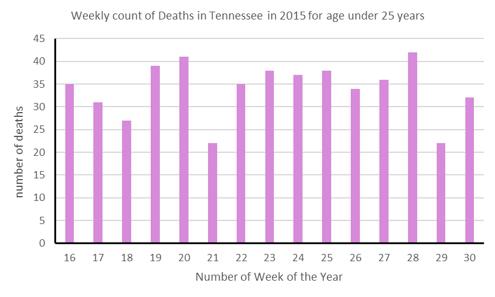 Weekly count of Deaths in Tennessee in 2015 for age under 25 years
number of deaths
45
40
35
30
25
20
15
10
5
0
16 17 18 19 20 21 22 23 24 25 26 27 28 29 30
Number of Week of the Year